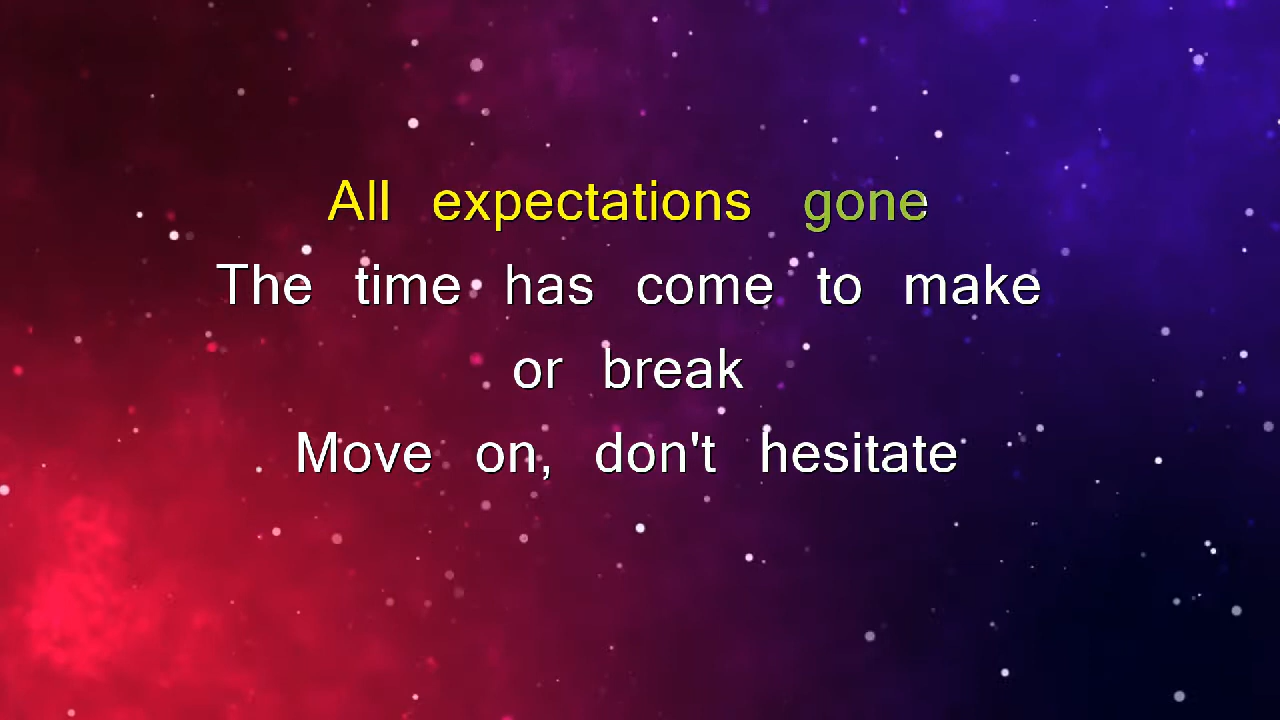 All expectations gone
The time has come to make
or break
Move on, don't hesitate